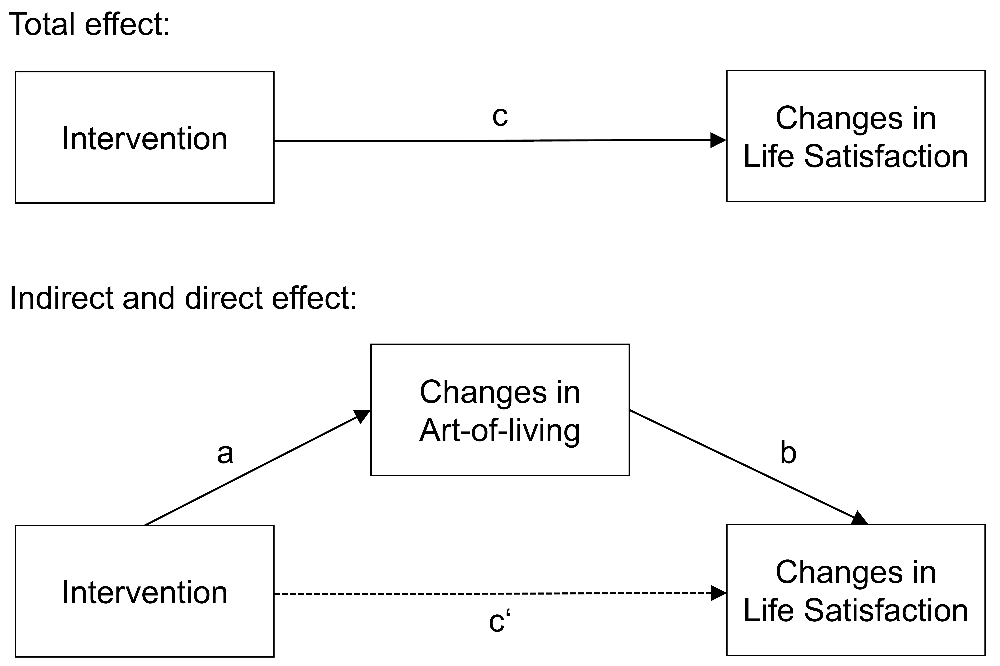 Total effect:
Intervention
c
Changes in
Life Satisfaction
Indirect and direct effect:
Changes in
Art-of-living
a
b
Intervention
c‘
Changes in
Life Satisfaction